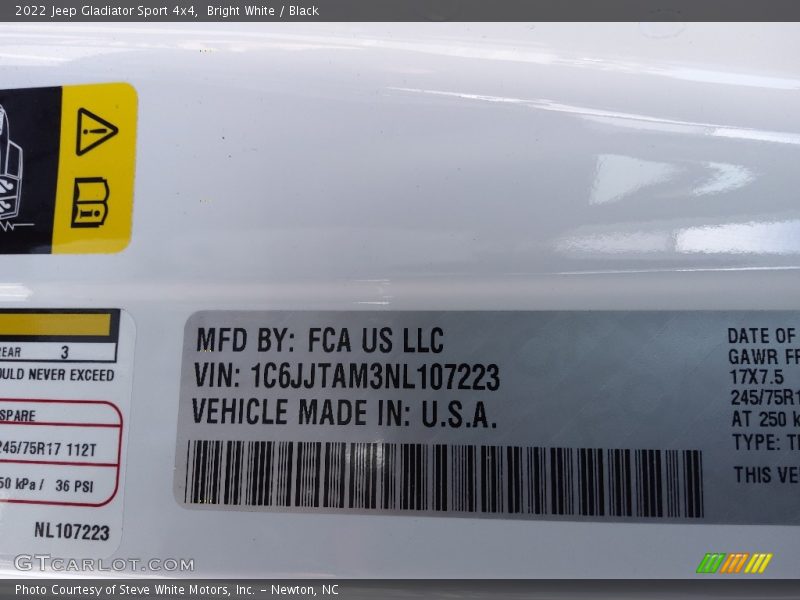 2022 Jeep Gladiator Sport 4x4, Bright White / Black
EAR 3
OULD NEVER EXCEED
SPARE
245/75R17 112T
50 kPa / 36 PSI
NL107223
MFD BY: FCA US LLC
VIN: 1C6JJTAM3NL107223
VEHICLE MADE IN: U.S.A.
DATE OF
GAWR FR
17X7.5
245/75R1
AT 250 k
TYPE:
THIS VE
GTCARLOT.COM
Photo Courtesy of Steve White Motors, Inc. – Newton, NC